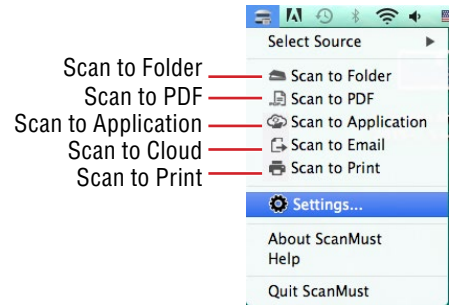 Select Source
Scan to Folder
Scan to PDF
Scan to Application
Scan to Cloud
Scan to Print
Scan to Folder
Scan to PDF
Scan to Application
Scan to Email
Scan to Print
Settings...
About ScanMust
Help
Quit ScanMust